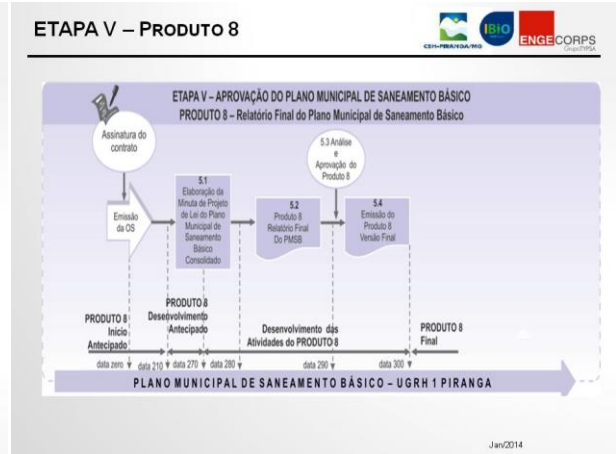 ETAPA V – PRODUTO 8
CBH-PIRANGA/MG
IBIO
ENGECORPS
Grupo TYPSA
ETAPA V – APROVAÇÃO DO PLANO MUNICIPAL DE SANEAMENTO BÁSICO
PRODUTO 8 – Relatório Final do Plano Municipal de Saneamento Básico
Assinatura do
contrato
Emissão
da OS
5.1
Elaboração da
Minuta de Projeto
de Lei do Plano
Municipal de
Saneamento
Básico
Consolidado
5.2
Produto 8
Relatório Final
Do PMSB
5.3 Análise
e
Aprovação do
Produto 8
5.4
Emissão do
Produto 8
Versão Final
PRODUTO 8
Início
Antecipado
PRODUTO 8
Desenvolvimento
Antecipado
Desenvolvimento das
Atividades do PRODUTO 8
PRODUTO 8
Final
data zero
data 210
data 270
data 280
data 290
data 300
PLANO MUNICIPAL DE SANEAMENTO BÁSICO – UGRH 1 PIRANGA
Jan/2014